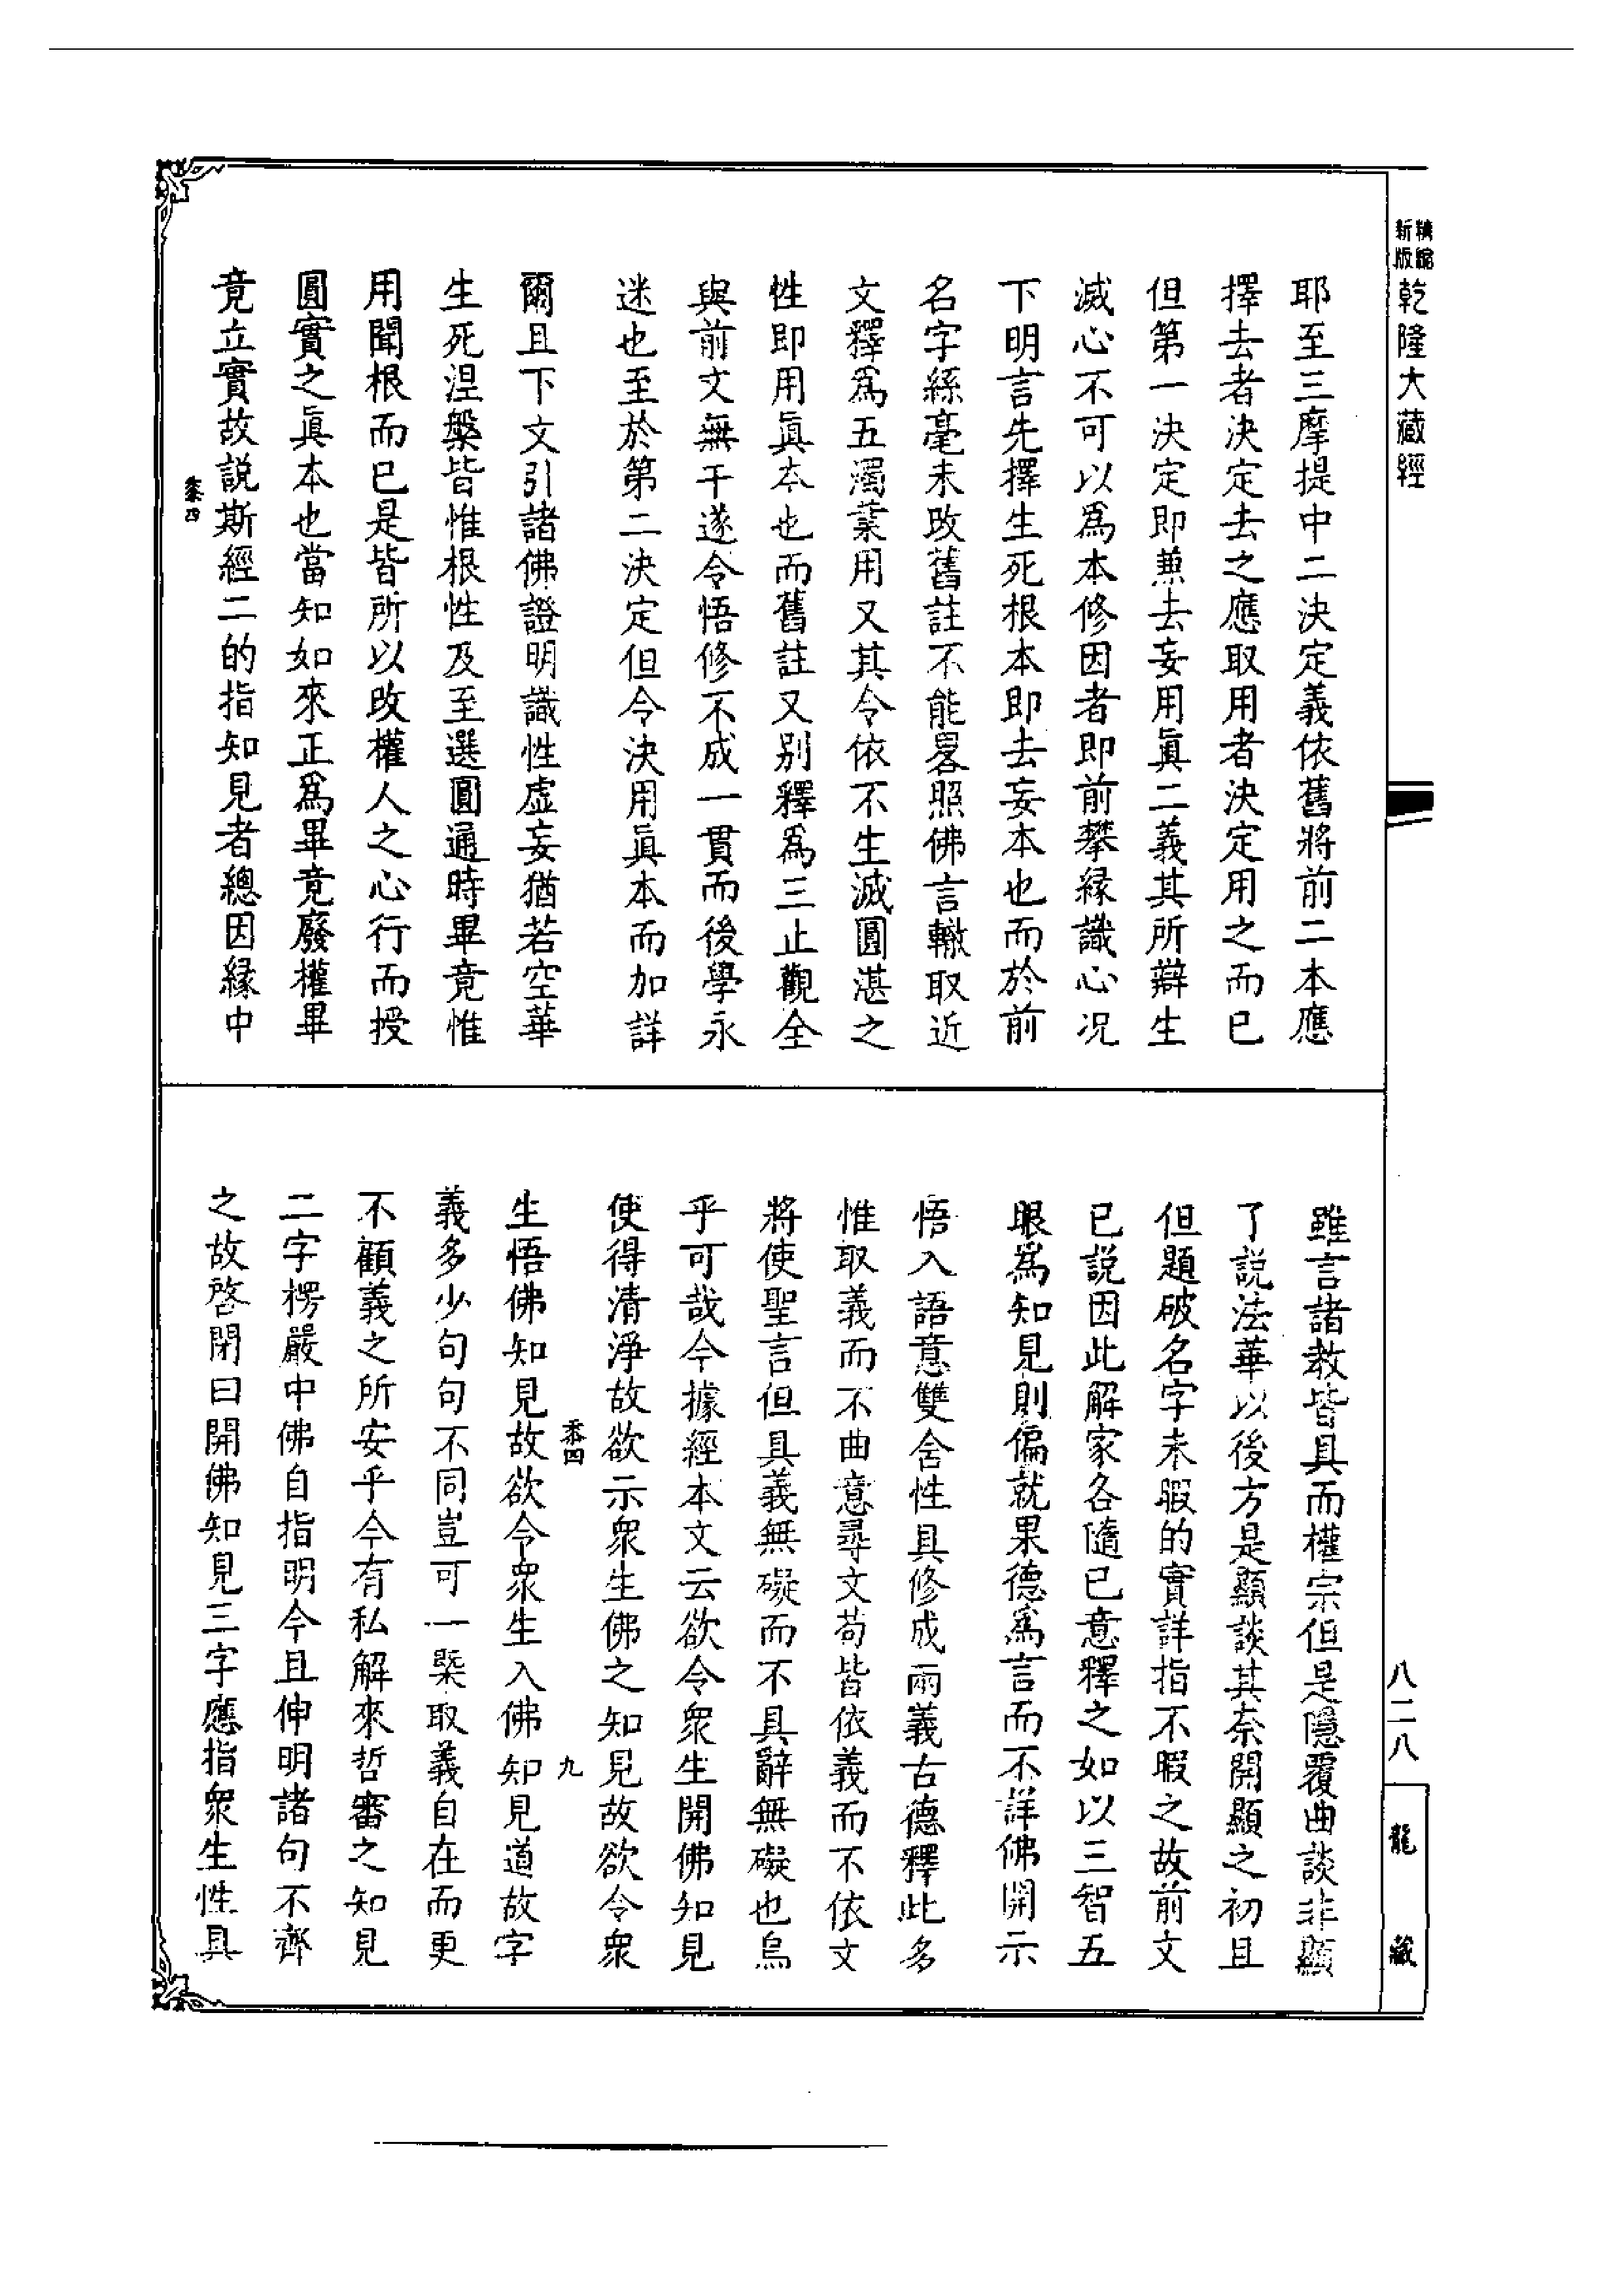 精縮
新版
乾隆大藏經
耶至三摩提中二決定義依舊將前二本應
擇去者決定去之應取用者決定用之而已
但第一決定即兼去妄用眞二義其所辯生
滅心不可以爲本修因者即前攀緣識心况
下明言先擇生死根本即去妄本也而於前
名字絲毫未改舊註不能畧照佛言轍取近
文釋爲五濁業用又其令依不生滅圓湛之
性即用眞本也而舊註又別釋爲三止觀全
與前文無干遂令悟修不成一貫而後學永
迷也至於第二決定但令決用眞本而加詳
爾且下文引諸佛證明識性虛妄猶若空華
生死涅槃皆惟根性及至選圓通時畢竟惟
用聞根而已是皆所以改權人之心行而授
圓實之眞本也當知如來正爲畢竟廢權畢
竟立實故説斯經二的指知見者總因緣中
雖言諸教皆具而權宗但是隱覆曲談非顯
了説法華以後方是顯談其奈開顯之初且
但題破名字未暇的實詳指不暇之故前文
已説因此解家各隨已意釋之如以三智五
眼爲知見則偏就果德爲言而不詳佛開示
悟入語意雙含性具修成兩義古德釋此多
惟取義而不曲意尋文苟皆依義而不依文
將使聖言但具義無礙而不具辭無礙也烏
乎可哉今據經本文云欲令衆生開佛知見
使得清淨故欲示衆生佛之知見故欲令衆
生悟佛知見故欲令衆生入佛知見道故字
四
九
義多少句句不同豈可一槩取義自在而更
不顧義之所安乎今有私解來哲審之知見
二字楞嚴中佛自指明今且伸明諸句不齊
之故啓閉曰開佛知見三字應指衆生性具
八二八
龍藏